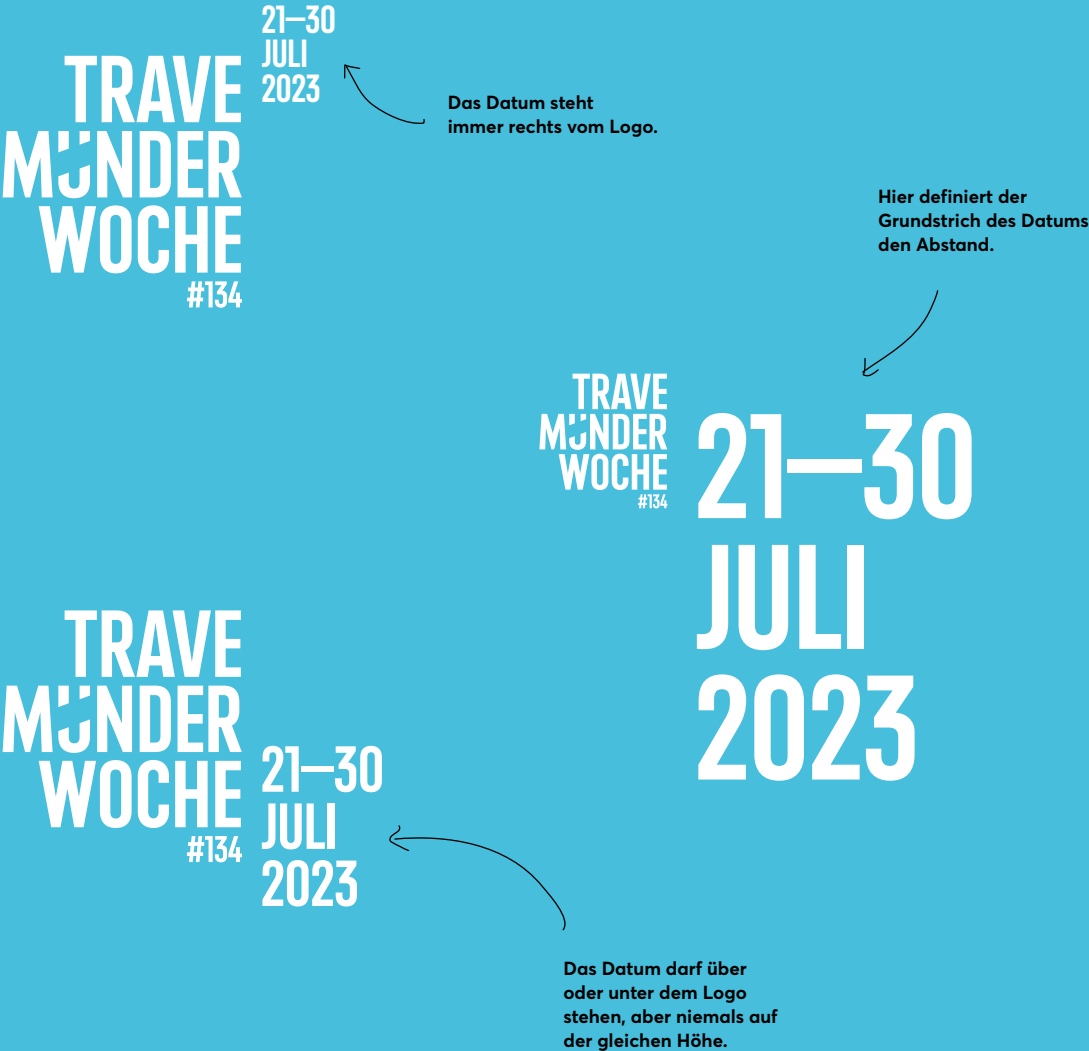 21—30
JULI
2023
TRAVE
MÜNDER
WOCHE
#134
Das Datum steht
immer rechts vom Logo.
Hier definiert der
Grundstrich des Datums
den Abstand.
TRAVE
MÜNDER
WOCHE
#134
21—30
JULI
2023
TRAVE
MÜNDER
WOCHE
#134
21—30
JULI
2023
Das Datum darf über
oder unter dem Logo
stehen, aber niemals auf
der gleichen Höhe.